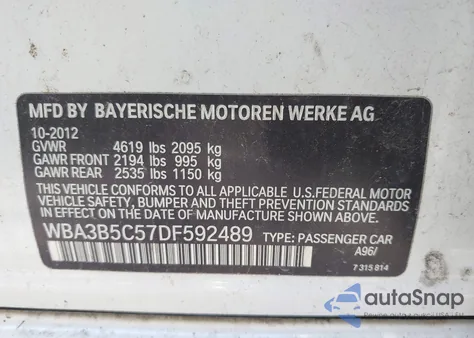 MFD BY BAYERISCHE MOTOREN WERKE AG
10-2012
GVWR 4619 lbs 2095 kg
GAWR FRONT 2194 lbs 995 kg
GAWR REAR 2535 lbs 1150 kg
THIS VEHICLE CONFORMS TO ALL APPLICABLE U.S.FEDERAL MOTOR
VEHICLE SAFETY, BUMPER AND THEFT PREVENTION STANDARDS
IN EFFECT ON THE DATE OF MANUFACTURE SHOWN ABOVE.
WBA3B5C57DF592489 TYPE: PASSENGER CAR
A96/
7 315 814
autoSnap